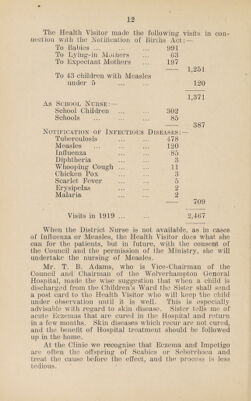 12
The Health Visitor made the following visits in con-
nection with the Notification of Births Act:—
To Babies ... ... ... 991
To Lying-in Mothers ... 63
To Expectant Mothers ... 197
1,251
To 43 children with Measles
under 5 ... ... 120
1,371
As School Nurse:—
School Children ... ... 302
Schools ... ... ... 85
387
Notification of Infectious Diseases:—
Tuberculosis ... ... 478
Measles ... ... ... 120
Influenza ... ... 85
Diphtheria ... ... 3
Whooping Cough ... ... 11
Chicken Pox ... ... 3
Scarlet Fever ... ... 5
Erysipelas ... ... 2
Malaria ... ... ... 2
709
Visits in 1919 ... ... 2,467
When the District Nurse is not available, as in cases
of Influenza or Measles, the Health Visitor does what she
can for the patients, but in future, with the consent of
the Council and the permission of the Ministry, she will
undertake the nursing of Measles.
Mr. T. B. Adams, who is Vice-Chairman of the
Council and Chairman of the Wolverhampton General
Hospital, made the wise suggestion that when a child is
discharged from the Children's Ward the Sister shall send
a post card to the Health Visitor who will keep the child
under observation until it is well. This is especially
advisable with regard to skin disease. Sister tells me of
acute Eczemas that are cured in the Hospital and return
in a few months. Skin diseases which recur are not cured,
and the benefit of Hospital treatment should be followed
up in the home.
At the Clinic we recognise that Eczema and Impetigo
are often the offspring of Scabies or Seborrhoea and
treat the cause before the effect, and the process is less
tedious.